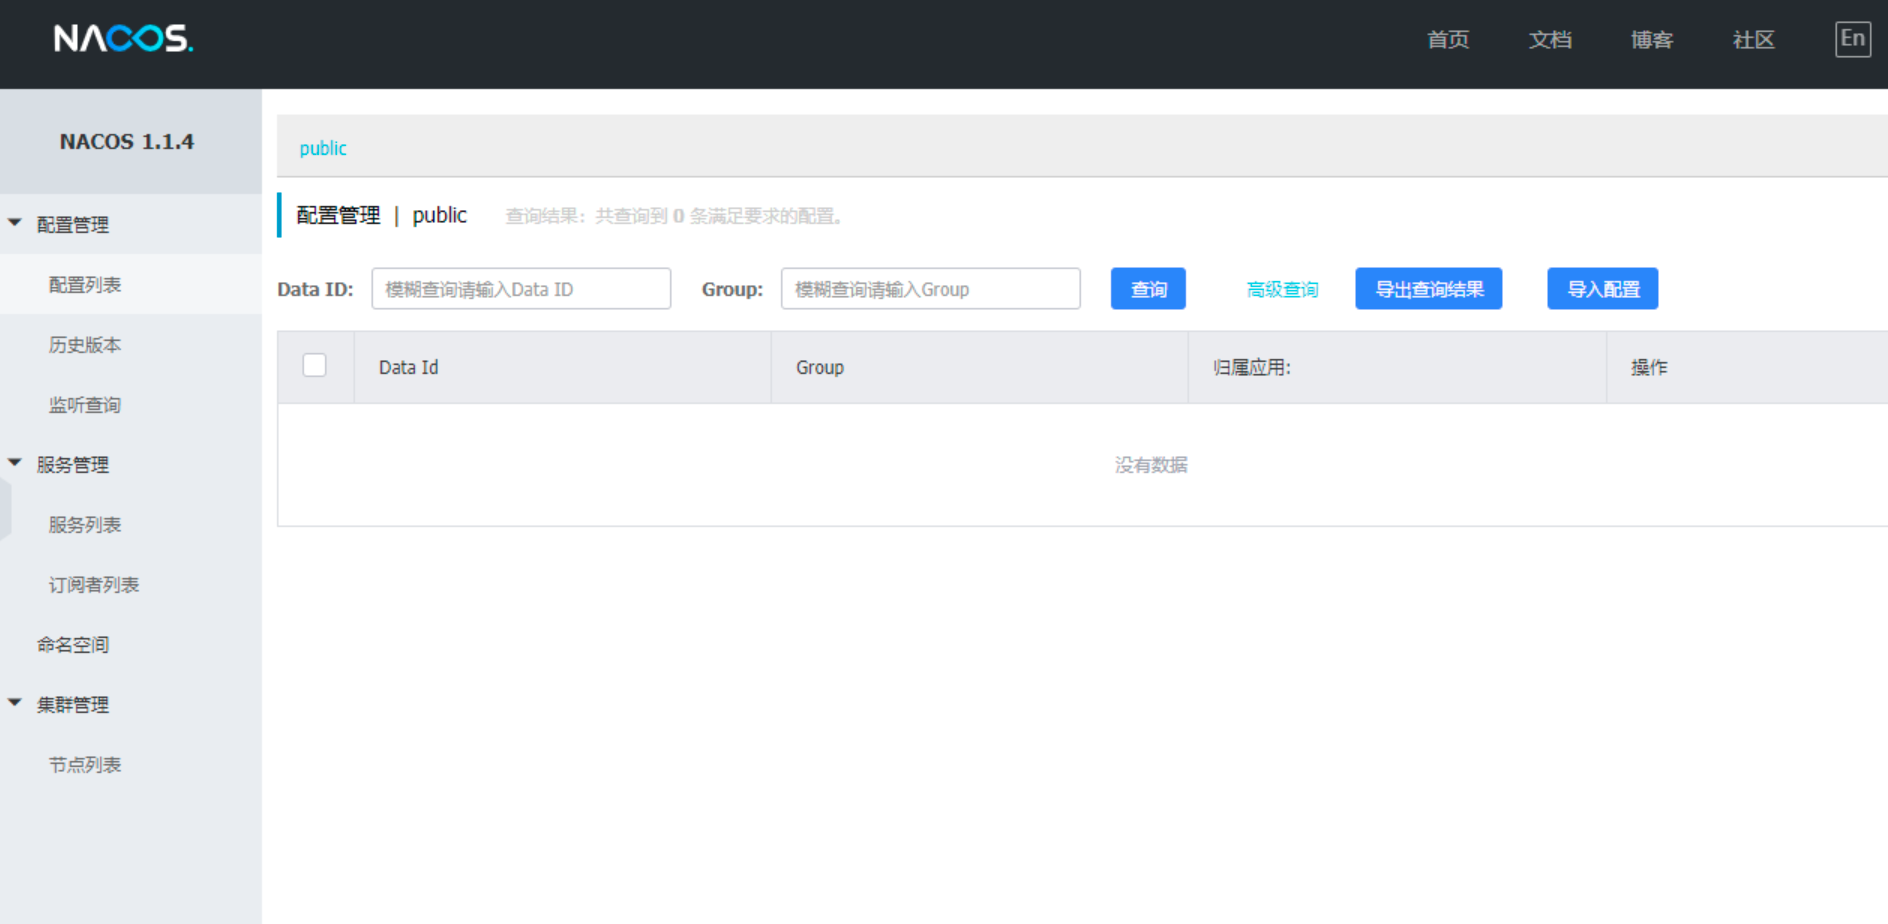 NACOS.
首页 文档 博客 社区 En
NACOS 1.1.4
配置管理
配置列表
历史版本
监听查询
服务管理
服务列表
订阅者列表
命名空间
集群管理
节点列表
public
配置管理 | public 查询结果：共查询到 0 条满足要求的配置。
Data ID: 模糊查询请输入Data ID Group: 模糊查询请输入Group 查询 高级查询 导出查询结果 导入配置
Data Id Group 归属应用: 操作
没有数据